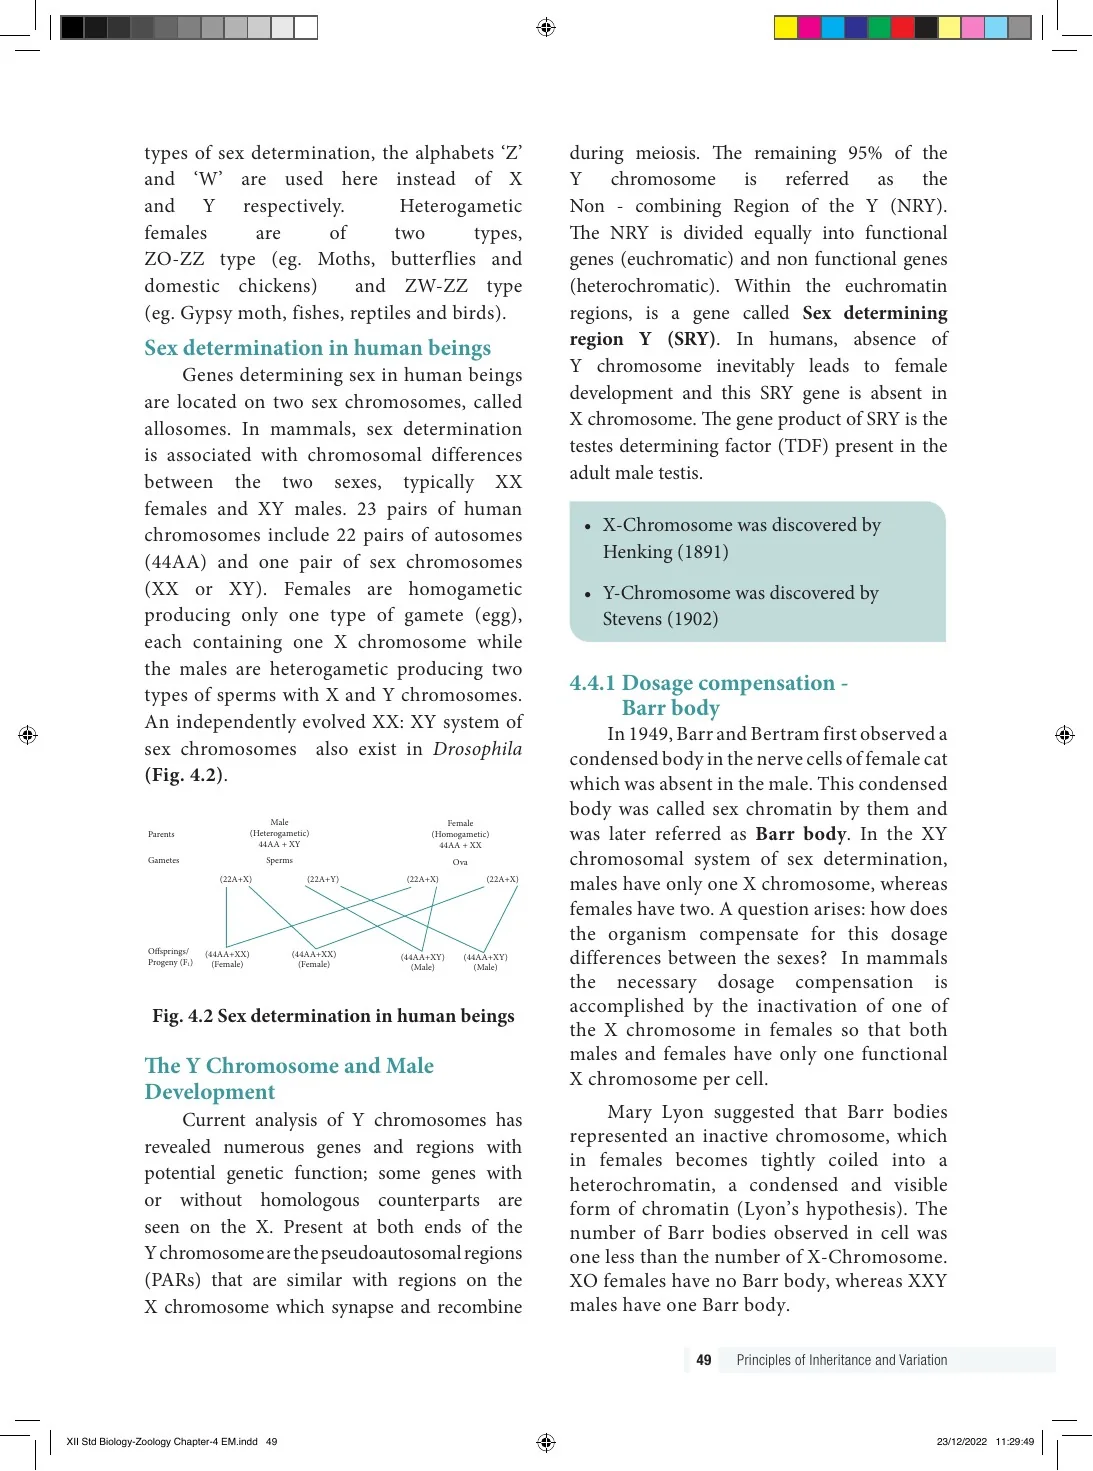 types of sex determination, the alphabets ‘Z’
and ‘W’ are used here instead of X
and Y respectively. Heterogametic
females are of two types,
ZO-ZZ type (eg. Moths, butterflies and
domestic chickens) and ZW-ZZ type
(eg. Gypsy moth, fishes, reptiles and birds).
Sex determination in human beings
Genes determining sex in human beings
are located on two sex chromosomes, called
allosomes. In mammals, sex determination
is associated with chromosomal differences
between the two sexes, typically XX
females and XY males. 23 pairs of human
chromosomes include 22 pairs of autosomes
(44AA) and one pair of sex chromosomes
(XX or XY). Females are homogametic
producing only one type of gamete (egg),
each containing one X chromosome while
the males are heterogametic producing two
types of sperms with X and Y chromosomes.
An independently evolved XX: XY system of
sex chromosomes also exist in Drosophila
(Fig. 4.2).
Parents
Male
(Heterogametic)
44AA + XY
Female
(Homogametic)
44AA + XX
Gametes
Sperms
Ova
(22A+X)
(22A+Y)
(22A+X)
(22A+X)
Offsprings/
Progeny (F₁)
(44AA+XX)
(Female)
(44AA+XX)
(Female)
(44AA+XY)
(Male)
(44AA+XY)
(Male)
Fig. 4.2 Sex determination in human beings
The Y Chromosome and Male
Development
Current analysis of Y chromosomes has
revealed numerous genes and regions with
potential genetic function; some genes with
or without homologous counterparts are
seen on the X. Present at both ends of the
Y chromosome are the pseudoautosomal regions
(PARs) that are similar with regions on the
X chromosome which synapse and recombine
during meiosis. The remaining 95% of the
Y chromosome is referred as the
Non - combining Region of the Y (NRY).
The NRY is divided equally into functional
genes (euchromatic) and non functional genes
(heterochromatic). Within the euchromatin
regions, is a gene called Sex determining
region Y (SRY). In humans, absence of
Y chromosome inevitably leads to female
development and this SRY gene is absent in
X chromosome. The gene product of SRY is the
testes determining factor (TDF) present in the
adult male testis.
• X-Chromosome was discovered by
Henking (1891)
• Y-Chromosome was discovered by
Stevens (1902)
4.4.1 Dosage compensation -
Barr body
In 1949, Barr and Bertram first observed a
condensed body in the nerve cells of female cat
which was absent in the male. This condensed
body was called sex chromatin by them and
was later referred as Barr body. In the XY
chromosomal system of sex determination,
males have only one X chromosome, whereas
females have two. A question arises: how does
the organism compensate for this dosage
differences between the sexes? In mammals
the necessary dosage compensation is
accomplished by the inactivation of one of
the X chromosome in females so that both
males and females have only one functional
X chromosome per cell.
Mary Lyon suggested that Barr bodies
represented an inactive chromosome, which
in females becomes tightly coiled into a
heterochromatin, a condensed and visible
form of chromatin (Lyon’s hypothesis). The
number of Barr bodies observed in cell was
one less than the number of X-Chromosome.
XO females have no Barr body, whereas XXY
males have one Barr body.
49 Principles of Inheritance and Variation
XII Std Biology-Zoology Chapter-4 EM.indd 49
23/12/2022 11:29:49